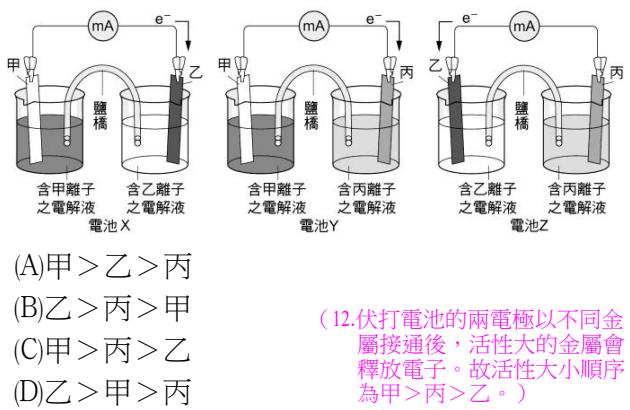 mA e⁻ mA e⁻ e⁻ mA
甲 乙 甲 丙 乙 丙
鹽橋 鹽橋 鹽橋
含甲離子 含乙離子 含甲離子 含丙離子 含乙離子 含丙離子
之電解液 之電解液 之電解液 之電解液 之電解液 之電解液
電池X 電池Y 電池Z
(A)甲＞乙＞丙
(B)乙＞丙＞甲
(C)甲＞丙＞乙
(D)乙＞甲＞丙
（12.伏打電池的兩電極以不同金
屬接通後，活性大的金屬會
釋放電子。故活性大小順序
為甲＞丙＞乙。）